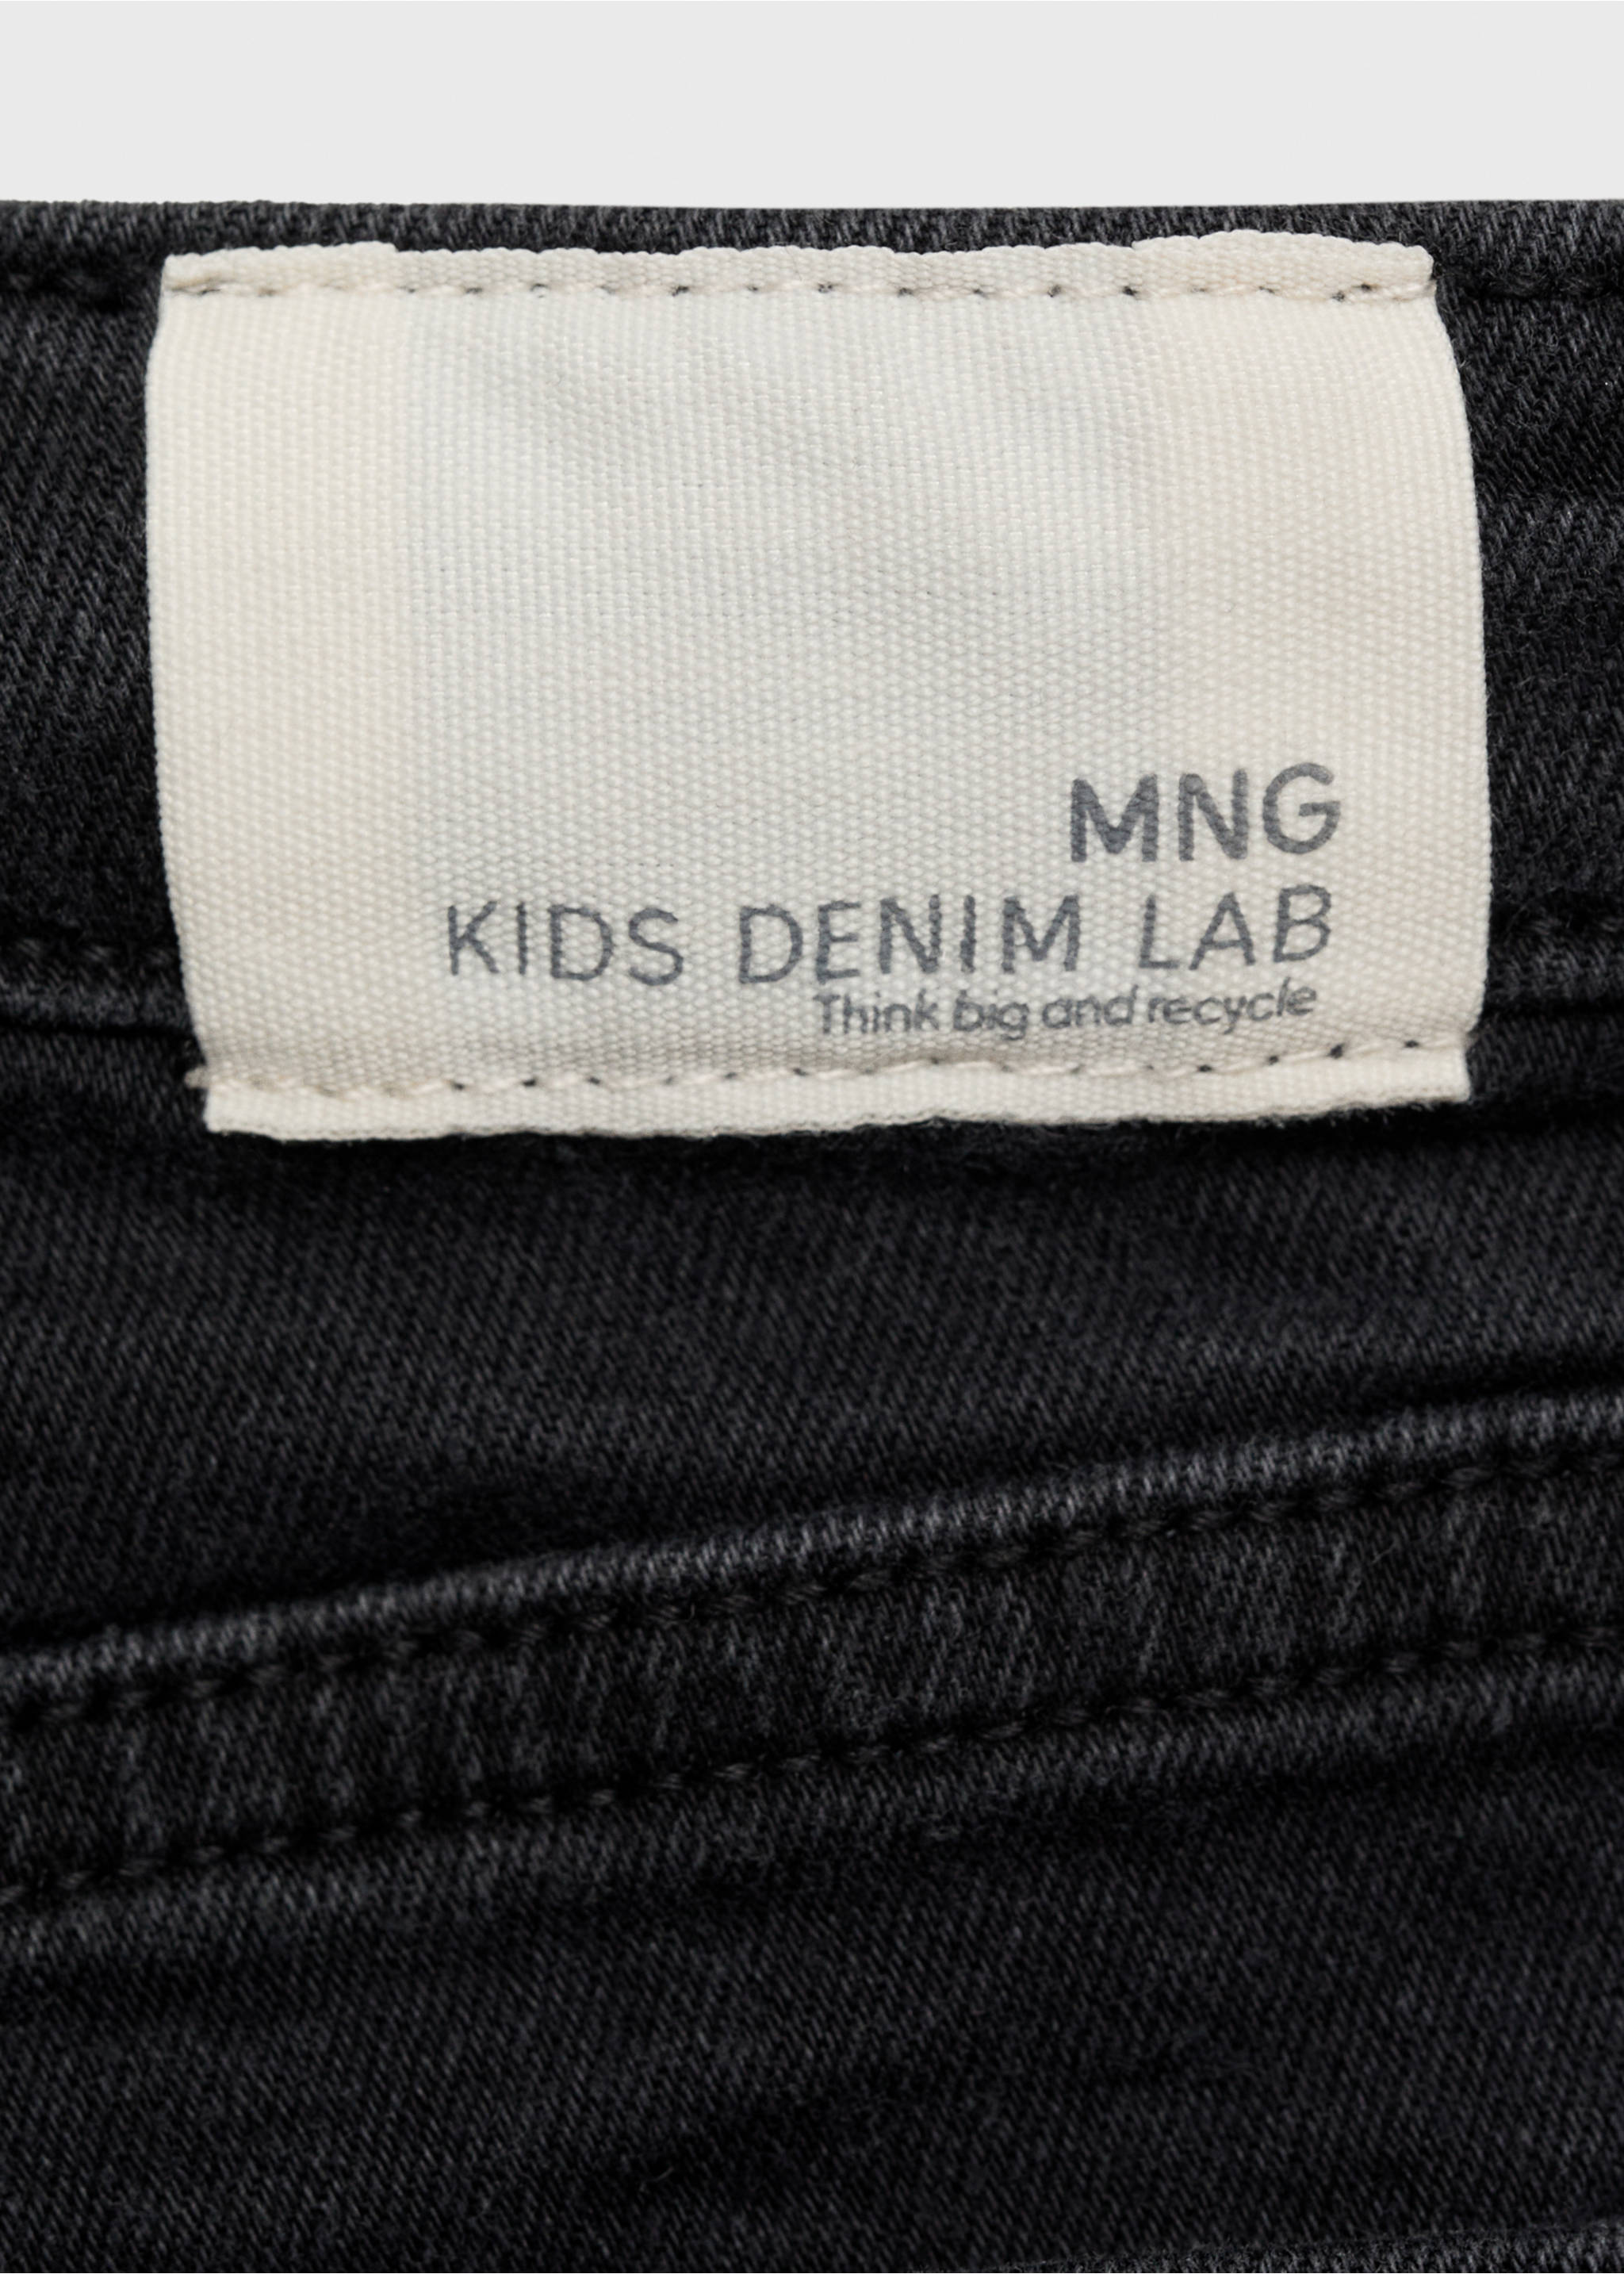 MNG
KIDS DENIM LAB
Think big and recycle